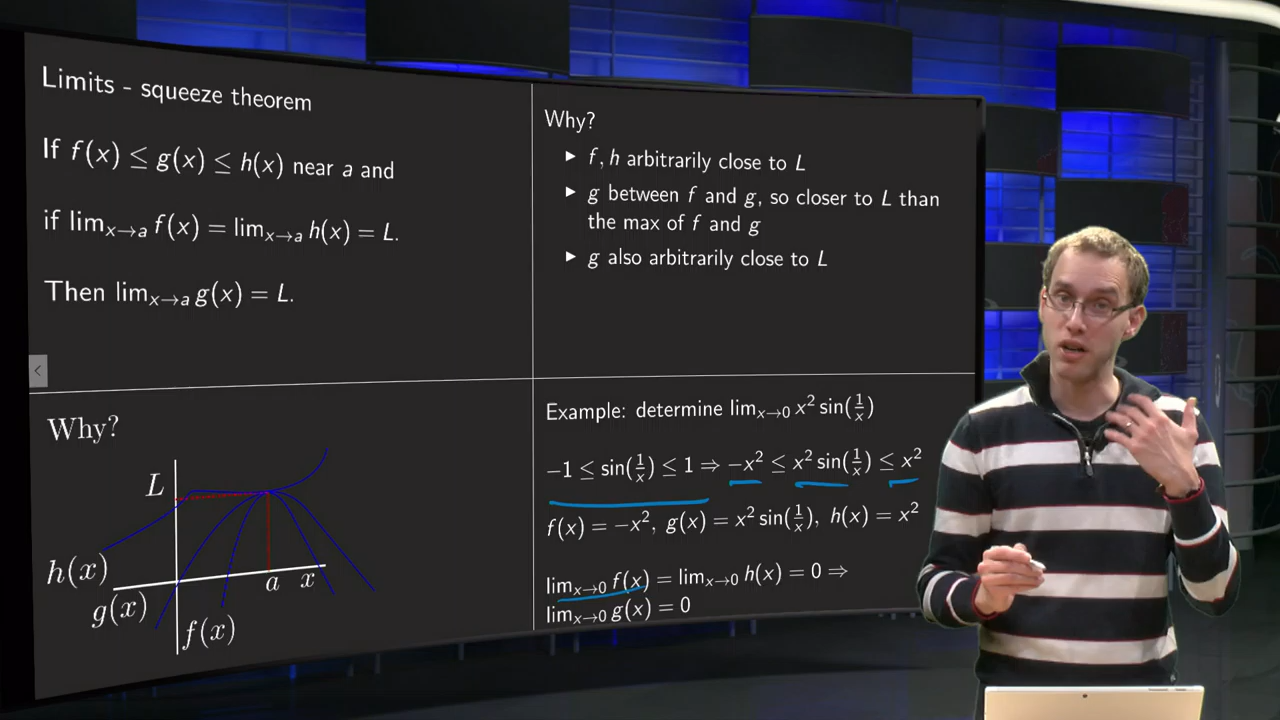 Limits - squeeze theorem
If f(x) ≤ g(x) ≤ h(x) near a and
if lim_{x→a} f(x) = lim_{x→a} h(x) = L.
Then lim_{x→a} g(x) = L.
Why?
▶ f, h arbitrarily close to L
▶ g between f and g, so closer to L than
the max of f and g
▶ g also arbitrarily close to L
Why?
L
h(x)
g(x)
f(x)
a
x
Example: determine lim_{x→0} x² sin(1/x)
−1 ≤ sin(1/x) ≤ 1 ⇒ −x² ≤ x² sin(1/x) ≤ x²
f(x) = −x², g(x) = x² sin(1/x), h(x) = x²
lim_{x→0} f(x) = lim_{x→0} h(x) = 0 ⇒
lim_{x→0} g(x) = 0